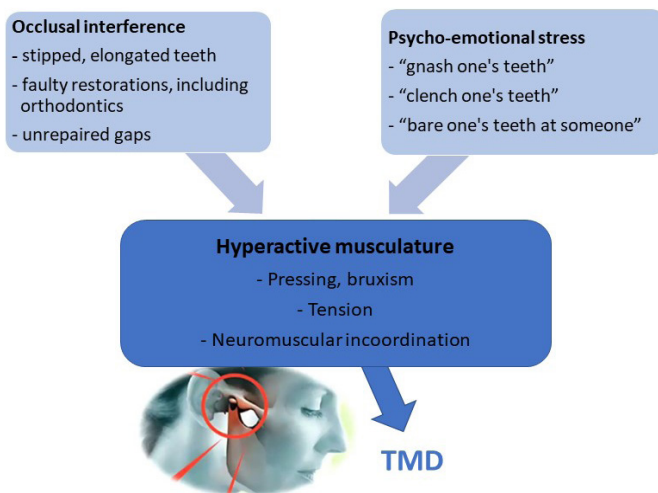 Occlusal interference
- stipped, elongated teeth
- faulty restorations, including
orthodontics
- unrepaired gaps
Psycho-emotional stress
- “gnash one's teeth”
- “clench one's teeth”
- “bare one's teeth at someone”
Hyperactive musculature
- Pressing, bruxism
- Tension
- Neuromuscular incoordination
TMD